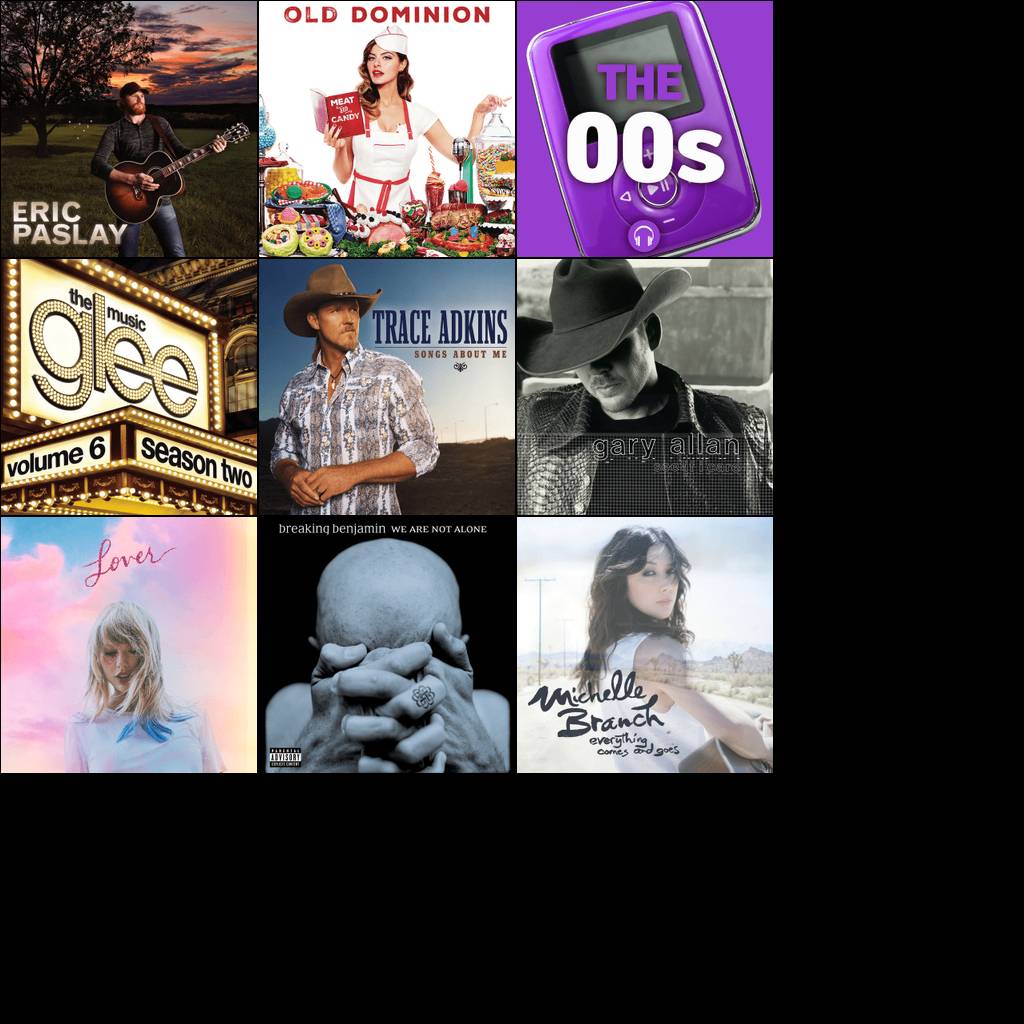 ERIC
PASLAY
OLD DOMINION
MEAT
AND
CANDY
THE
00s
the music
glee
volume 6
season two
TRACE ADKINS
SONGS ABOUT ME
gary allan
Lover
breaking benjamin WE ARE NOT ALONE
PARENTAL
ADVISORY
EXPLICIT CONTENT
Michelle
Branch
everything
comes and goes